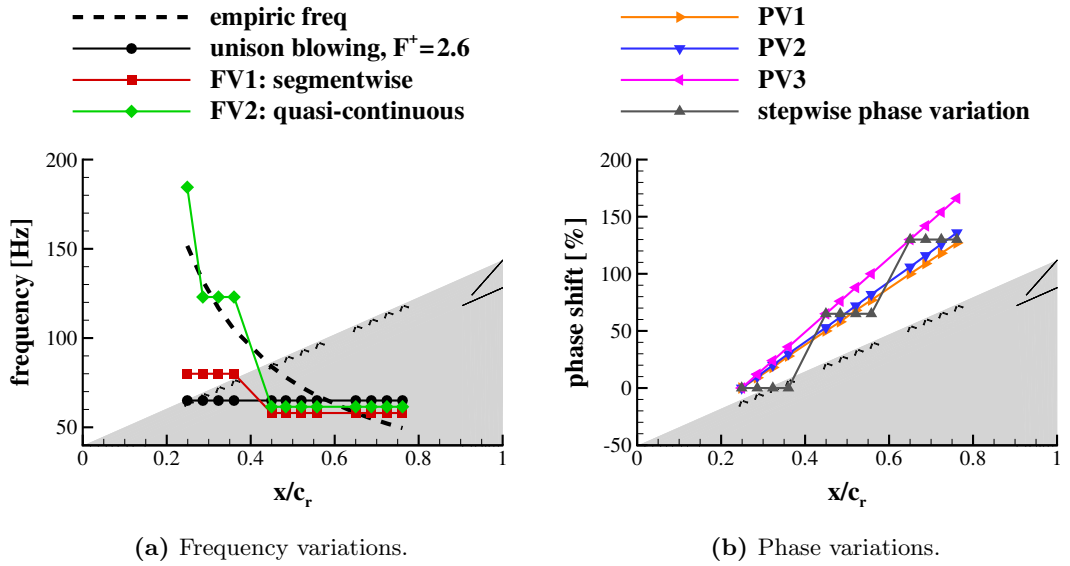 empiric freq
unison blowing, F⁺=2.6
FV1: segmentwise
FV2: quasi-continuous
200
150
100
50
frequency [Hz]
0
0.2
0.4
0.6
0.8
1
x/cᵣ
(a) Frequency variations.
PV1
PV2
PV3
stepwise phase variation
200
150
100
50
0
-50
phase shift [%]
0
0.2
0.4
0.6
0.8
1
x/cᵣ
(b) Phase variations.